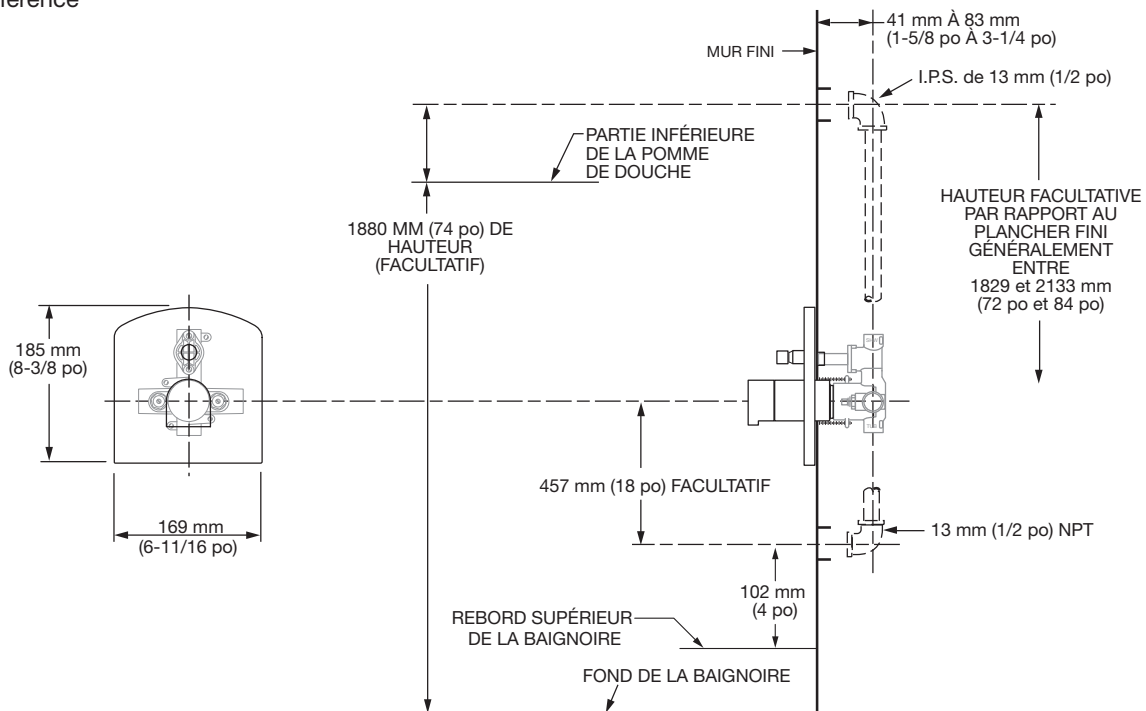 41 mm À 83 mm
(1-5/8 po À 3-1/4 po)
MUR FINI
I.P.S. de 13 mm (1/2 po)
PARTIE INFÉRIEURE
DE LA POMME
DE DOUCHE
HAUTEUR FACULTATIVE
PAR RAPPORT AU
PLANCHER FINI
GÉNÉRALEMENT
ENTRE
1829 et 2133 mm
(72 po et 84 po)
1880 MM (74 po) DE
HAUTEUR
(FACULTATIF)
185 mm
(8-3/8 po)
457 mm (18 po) FACULTATIF
169 mm
(6-11/16 po)
13 mm (1/2 po) NPT
102 mm
(4 po)
REBORD SUPÉRIEUR
DE LA BAIGNOIRE
FOND DE LA BAIGNOIRE